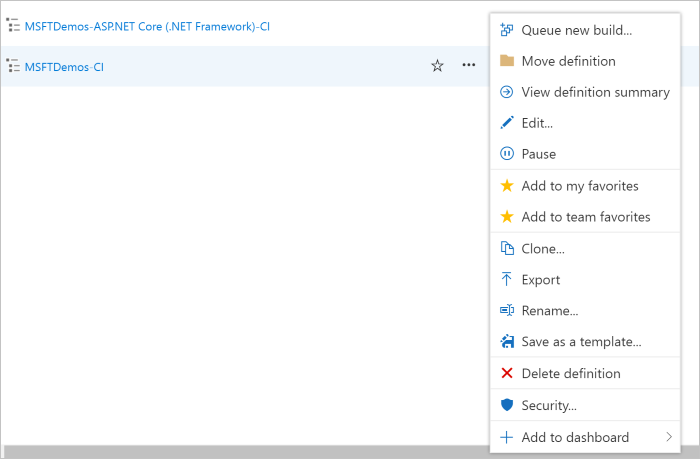 MSFTDemos-ASP.NET Core (.NET Framework)-CI
MSFTDemos-CI
Queue new build...
Move definition
View definition summary
Edit...
Pause
Add to my favorites
Add to team favorites
Clone...
Export
Rename...
Save as a template...
Delete definition
Security...
Add to dashboard